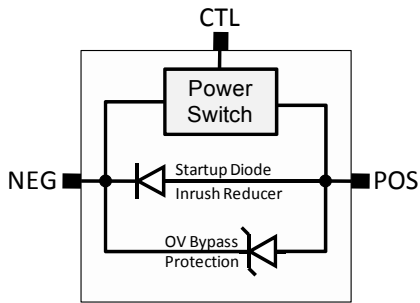 CTL
Power
Switch
NEG
Startup Diode
Inrush Reducer
POS
OV Bypass
Protection